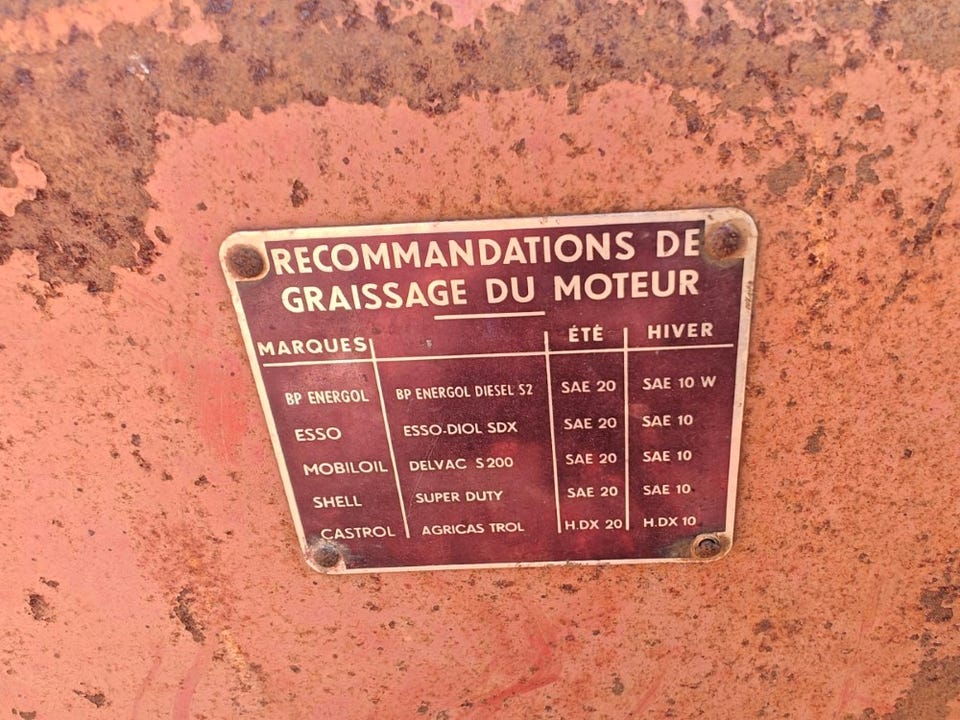 RECOMMANDATIONS DE
GRAISSAGE DU MOTEUR
MARQUES ÉTÉ HIVER
BP ENERGOL BP ENERGOL DIESEL S2 SAE 20 SAE 10 W
ESSO ESSO-DIOL SDX SAE 20 SAE 10
MOBILOIL DELVAC S200 SAE 20 SAE 10
SHELL SUPER DUTY SAE 20 SAE 10
CASTROL AGRICAS TROL H.DX 20 H.DX 10